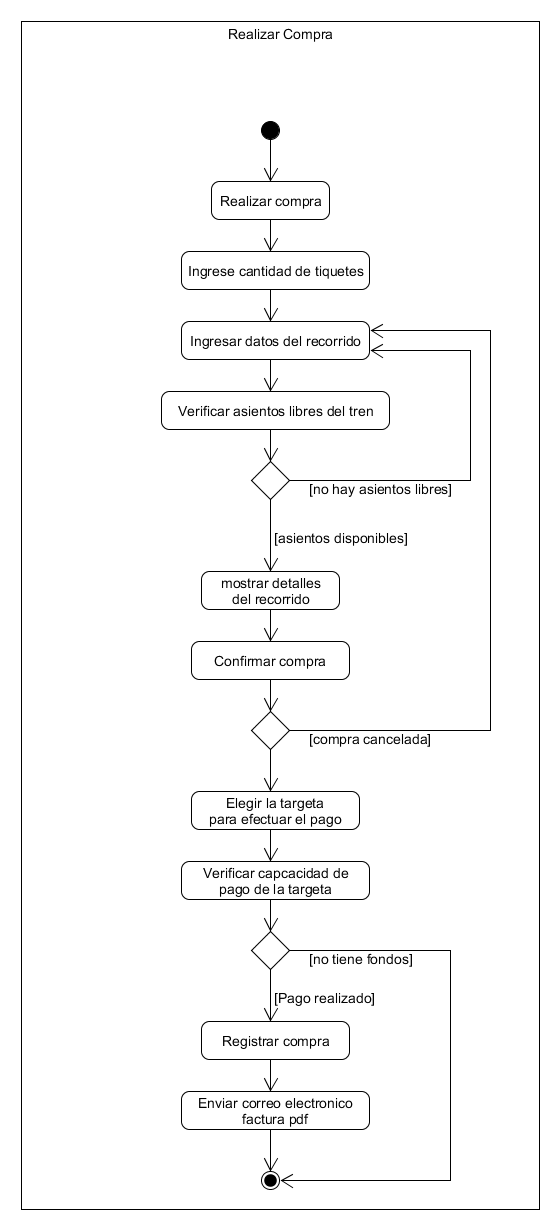 Realizar Compra
Realizar compra
Ingrese cantidad de tiquetes
Ingresar datos del recorrido
Verificar asientos libres del tren
[no hay asientos libres]
[asientos disponibles]
mostrar detalles
del recorrido
Confirmar compra
[compra cancelada]
Elegir la targeta
para efectuar el pago
Verificar capcacidad de
pago de la targeta
[no tiene fondos]
[Pago realizado]
Registrar compra
Enviar correo electronico
factura pdf